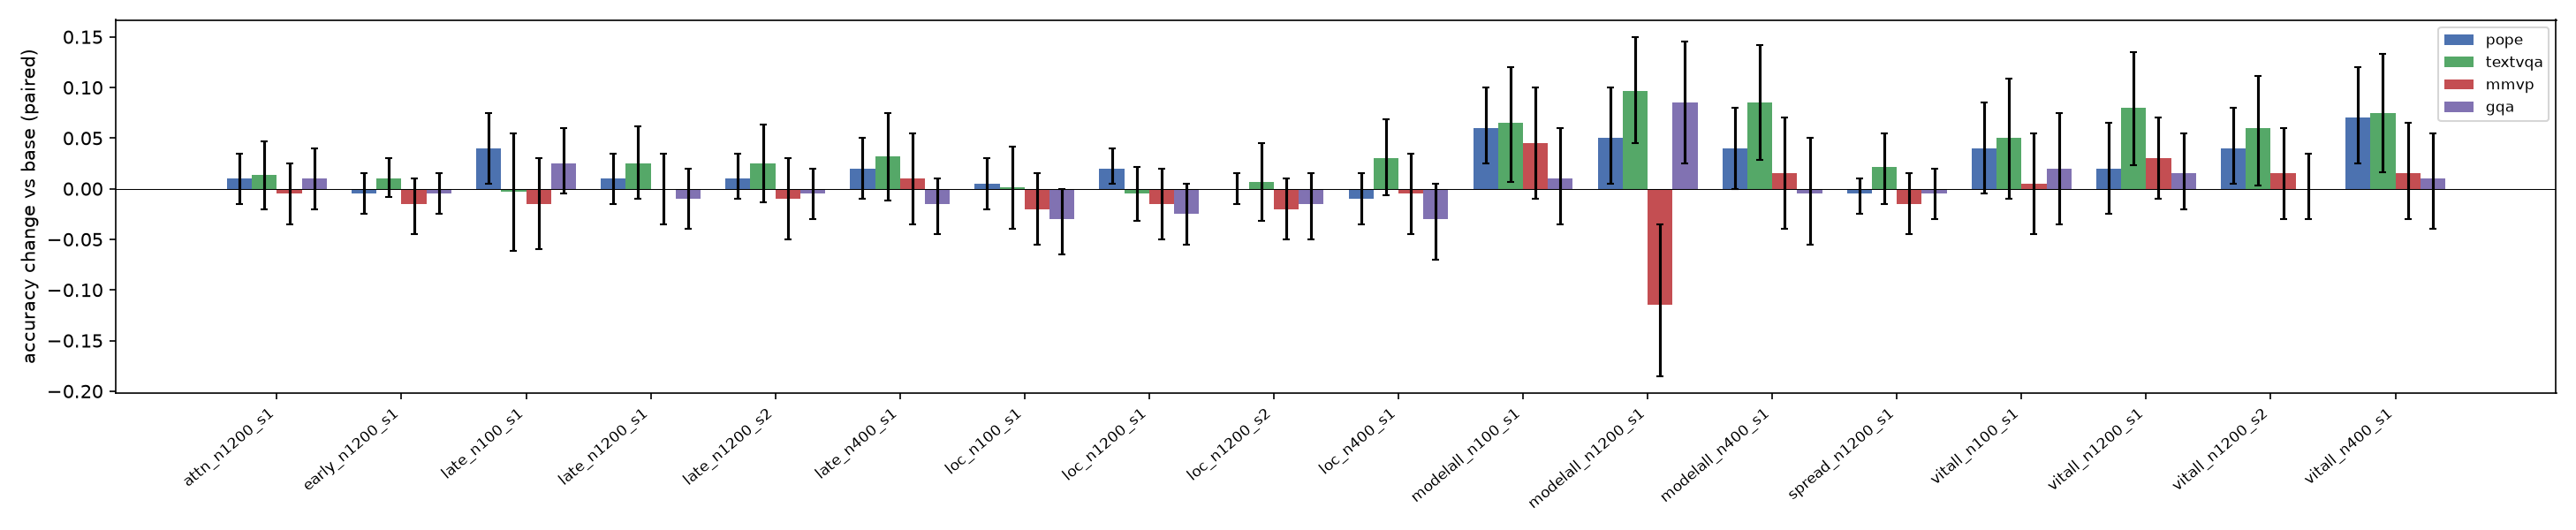 accuracy change vs base (paired)
0.15
0.10
0.05
0.00
−0.05
−0.10
−0.15
−0.20
pope
textvqa
mmvp
gqa
attn_n1200_s1
early_n1200_s1
late_n100_s1
late_n1200_s1
late_n1200_s2
late_n400_s1
loc_n100_s1
loc_n1200_s1
loc_n1200_s2
loc_n400_s1
modelall_n100_s1
modelall_n1200_s1
modelall_n400_s1
spread_n1200_s1
vitall_n100_s1
vitall_n1200_s1
vitall_n1200_s2
vitall_n400_s1